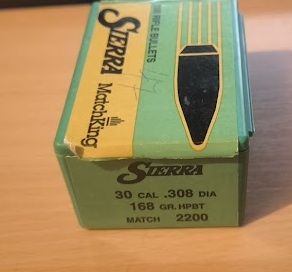 RIFLE BULLETS
SIERRA
MatchKing
SIERRA
30 CAL .308 DIA
168 GR. HPBT
MATCH 2200